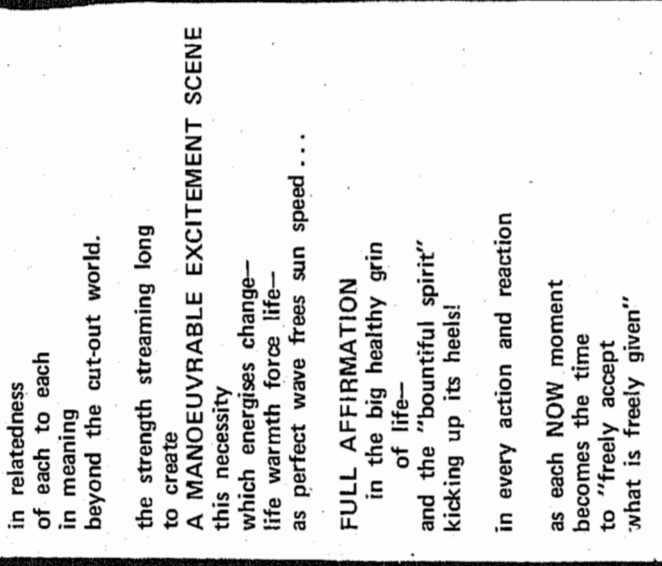 in relatedness
of each to each
in meaning
beyond the cut-out world.
the strength streaming long
to create
A MANOEUVRABLE EXCITEMENT SCENE
this necessity
which energises change—
life warmth force life—
as perfect wave frees sun speed...
FULL AFFIRMATION
in the big healthy grin
of life—
and the "bountiful spirit"
kicking up its heels!
in every action and reaction
as each NOW moment
becomes the time
to "freely accept
what is freely given"